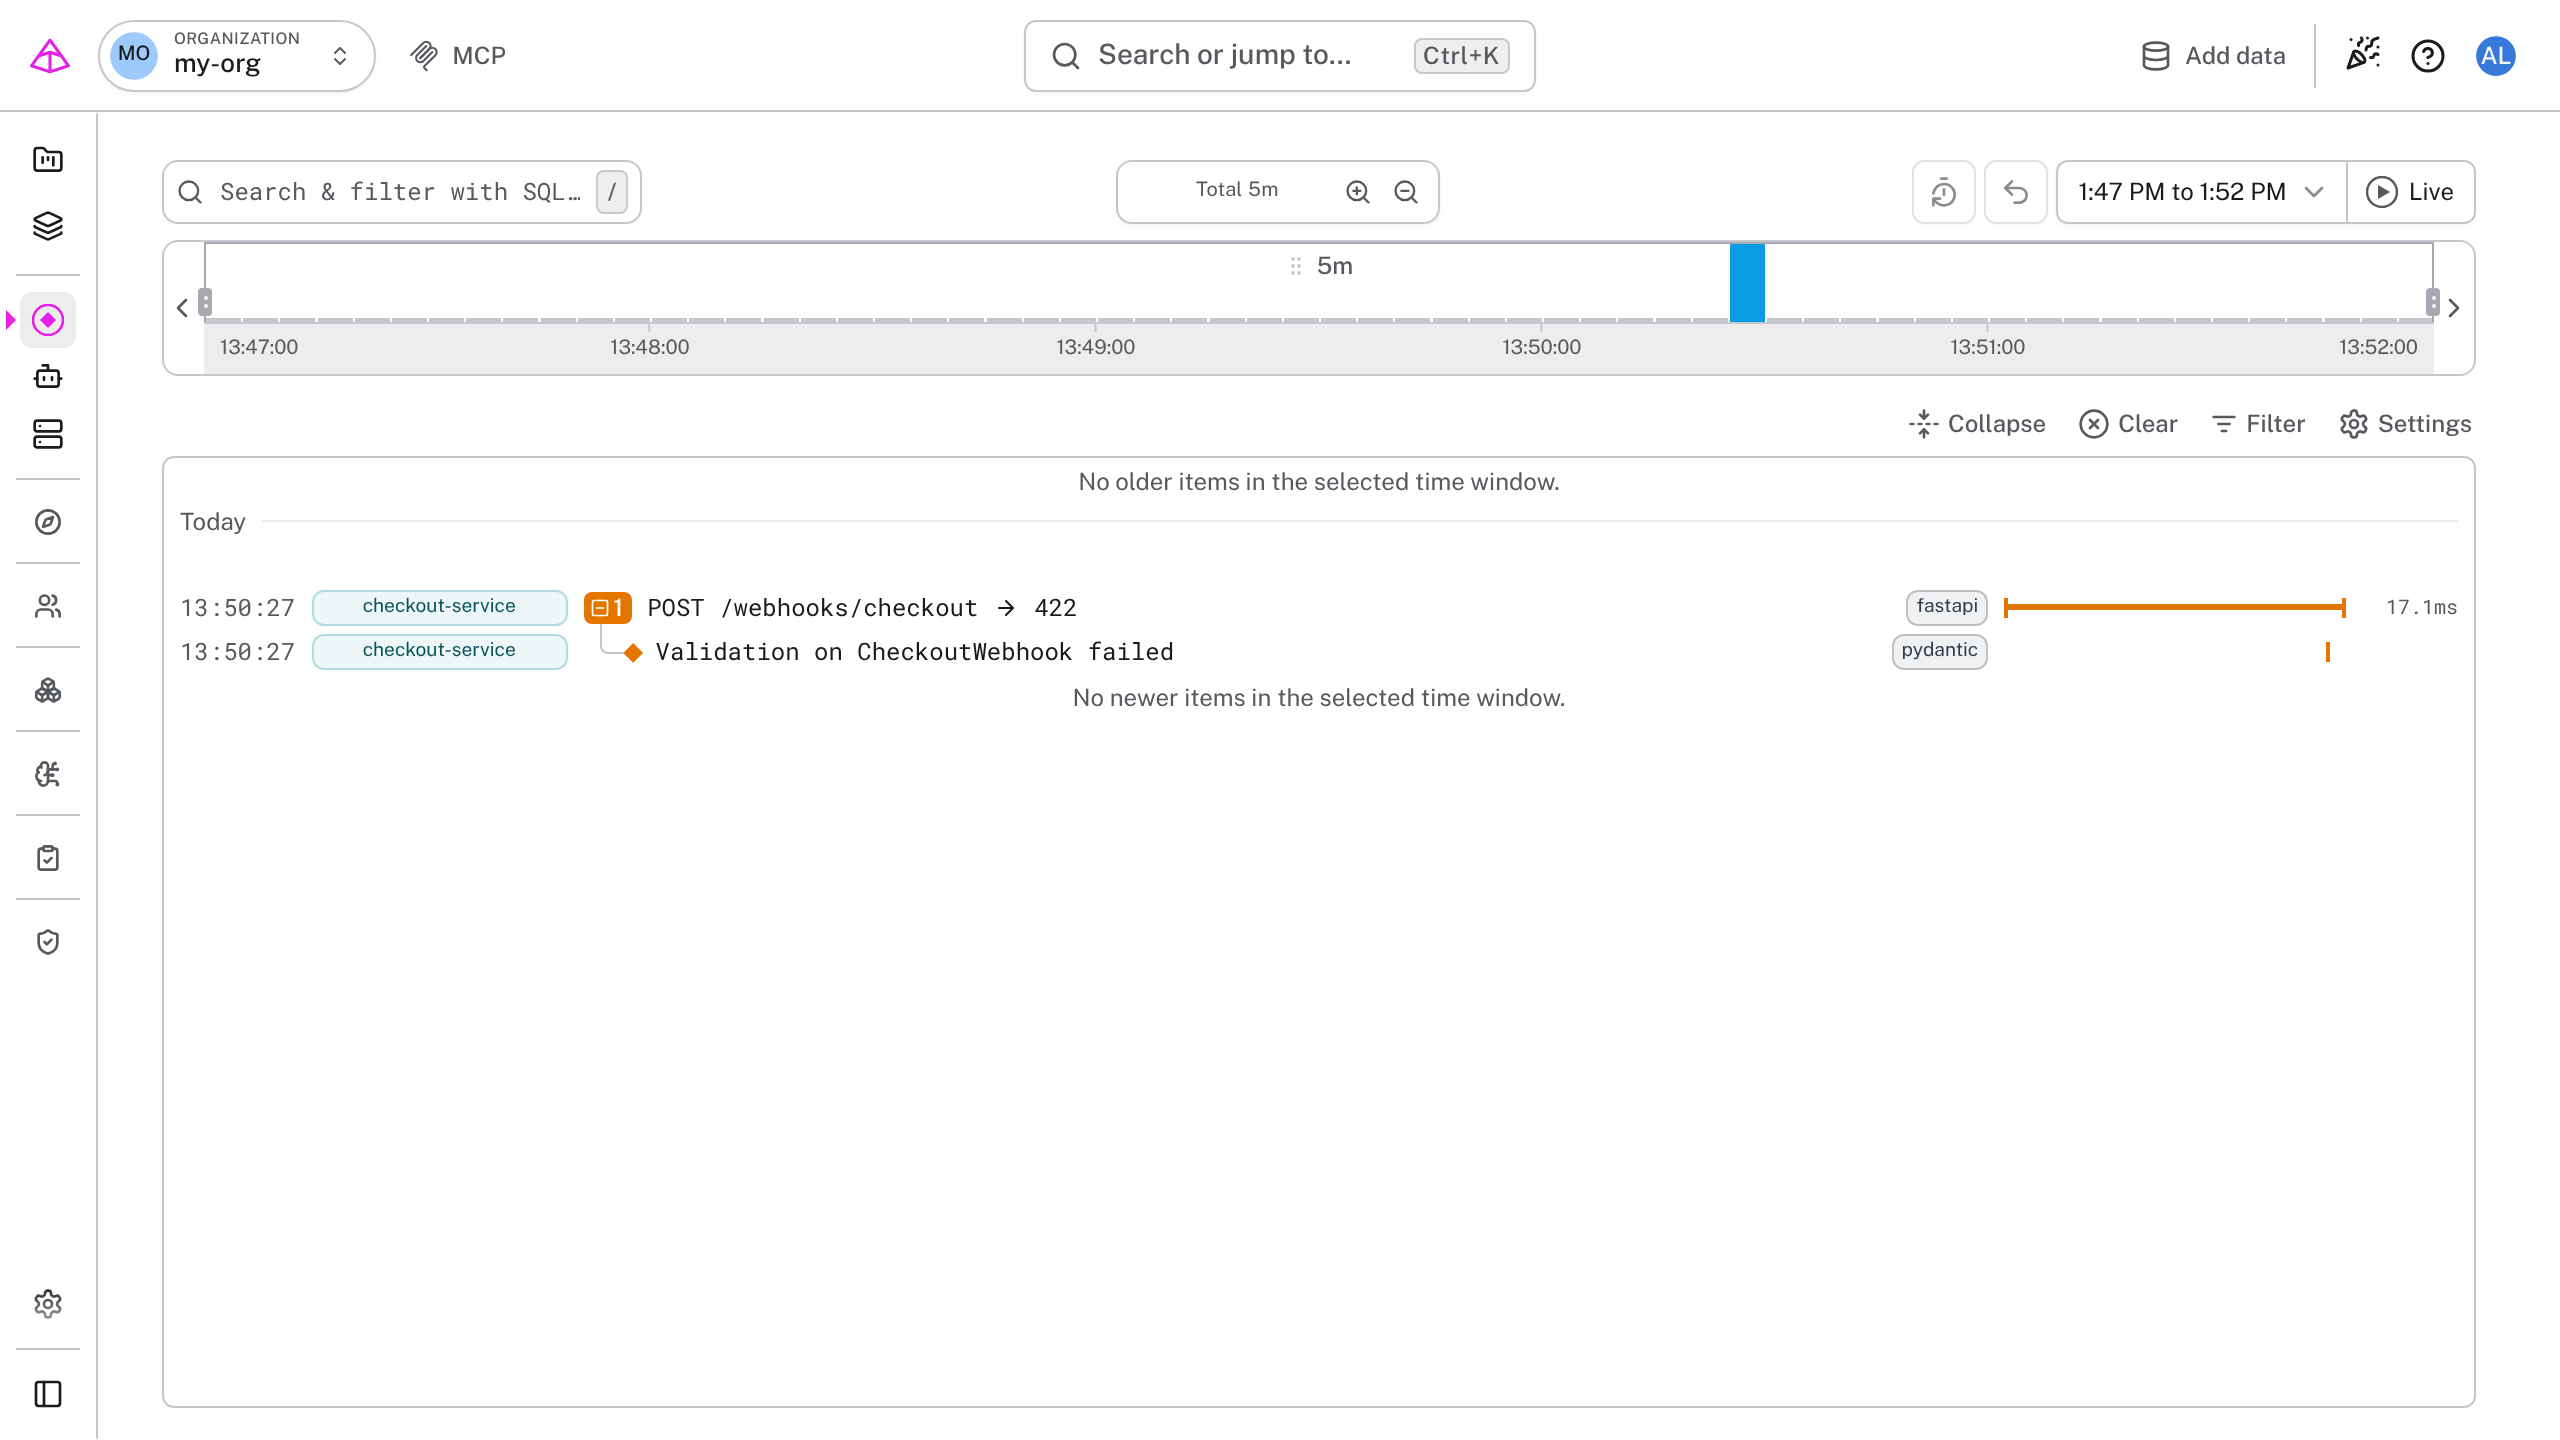 MO
ORGANIZATION
my-org
MCP
Search or jump to...
Ctrl+K
Add data
AL
Search & filter with SQL…
/
Total 5m
1:47 PM to 1:52 PM
Live
5m
13:47:00 13:48:00 13:49:00 13:50:00 13:51:00 13:52:00
Collapse Clear Filter Settings
No older items in the selected time window.
Today
13:50:27 checkout-service 1 POST /webhooks/checkout → 422 fastapi 17.1ms
13:50:27 checkout-service Validation on CheckoutWebhook failed pydantic
No newer items in the selected time window.